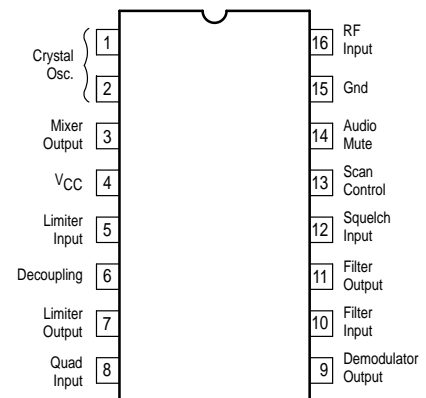 Crystal
Osc.
1
2
Mixer
Output
3
VCC
4
Limiter
Input
5
Decoupling
6
Limiter
Output
7
Quad
Input
8
16
RF
Input
15
Gnd
14
Audio
Mute
13
Scan
Control
12
Squelch
Input
11
Filter
Output
10
Filter
Input
9
Demodulator
Output